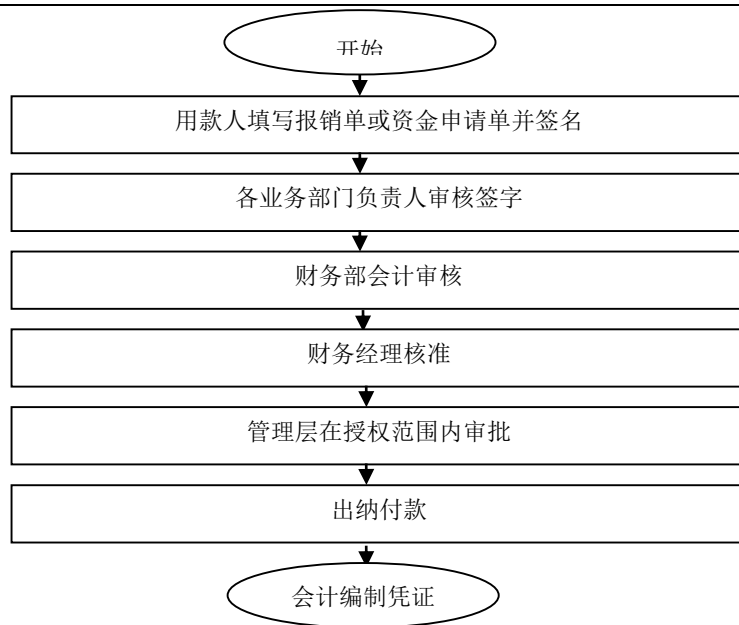 开始
用款人填写报销单或资金申请单并签名
各业务部门负责人审核签字
财务部会计审核
财务经理核准
管理层在授权范围内审批
出纳付款
会计编制凭证